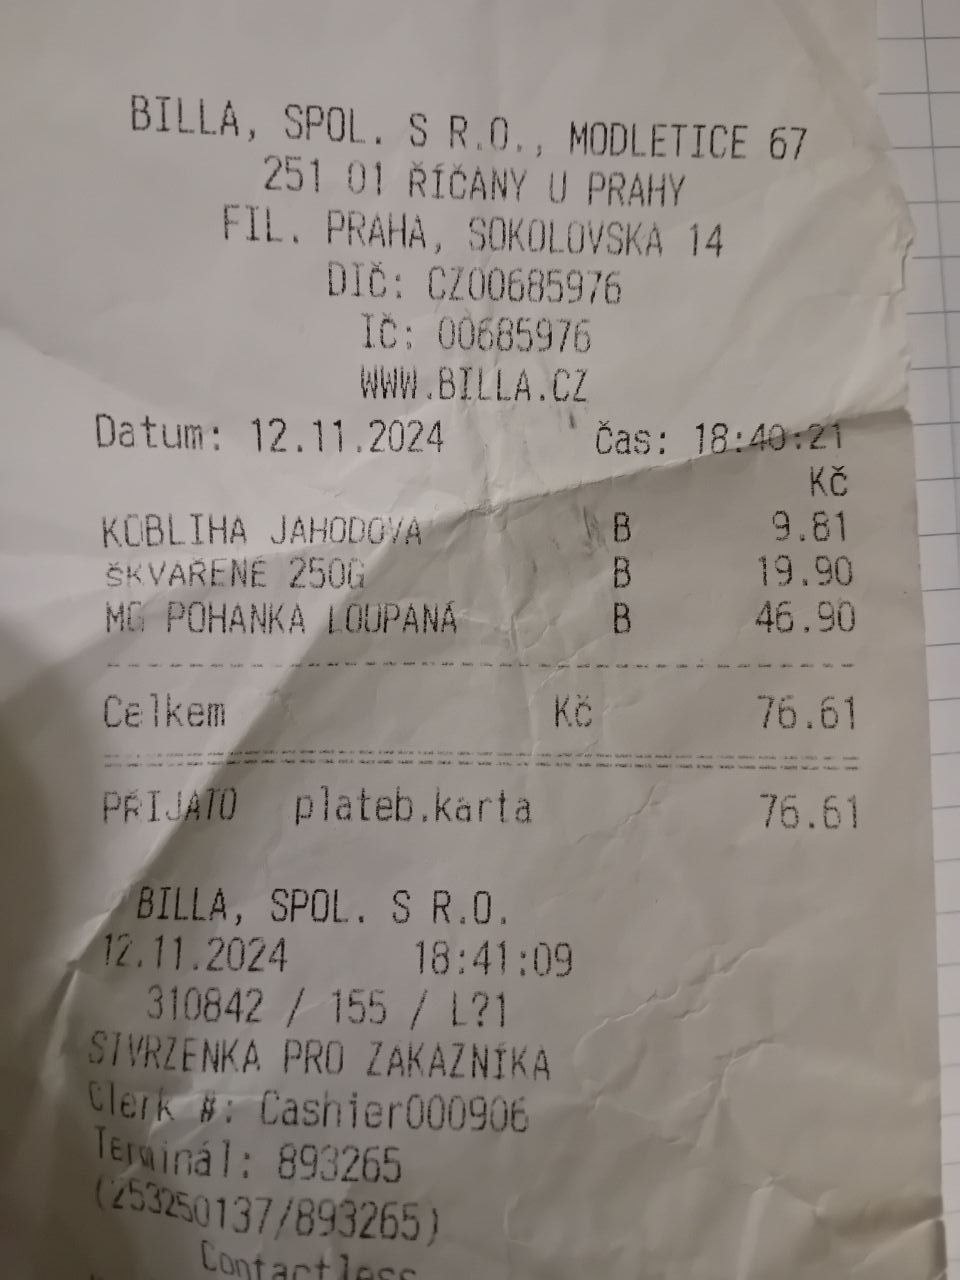 BILLA, SPOL. S R.O., MODLETICE 67
251 01 ŘÍČANY U PRAHY
FIL. PRAHA, SOKOLOVSKA 14
DIČ: CZ00685976
IČ: 00685976
WWW.BILLA.CZ
Datum: 12.11.2024 Čas: 18:40:21
Kč
KOBLIHA JAHODOVA B 9.81
ŠKVAŘENÉ 250G B 19.90
MG POHANKA LOUPANÁ B 46.90
Celkem Kč 76.61
PŘIJATO plateb.karta 76.61
BILLA, SPOL. S R.O.
12.11.2024 18:41:09
310842 / 155 / L?1
STVRZENKA PRO ZÁKAZNÍKA
Clerk #: Cashier000906
Terminál: 893265
(253250137/893265)
Contactless